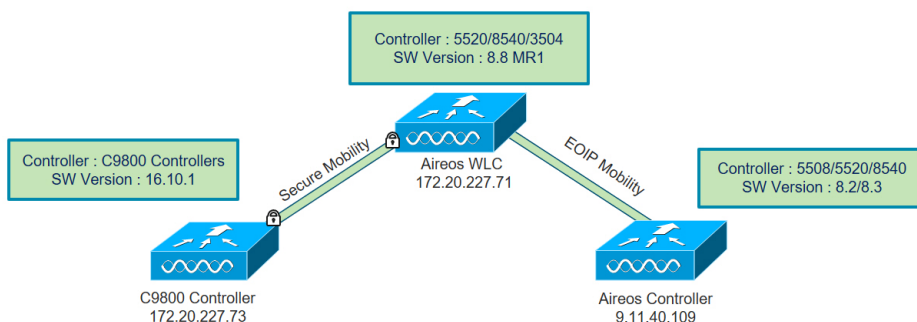 Controller : 5520/8540/3504
SW Version : 8.8 MR1
Controller : C9800 Controllers
SW Version : 16.10.1
Secure Mobility
Aireos WLC
172.20.227.71
EOIP Mobility
Controller : 5508/5520/8540
SW Version : 8.2/8.3
C9800 Controller
172.20.227.73
Aireos Controller
9.11.40.109